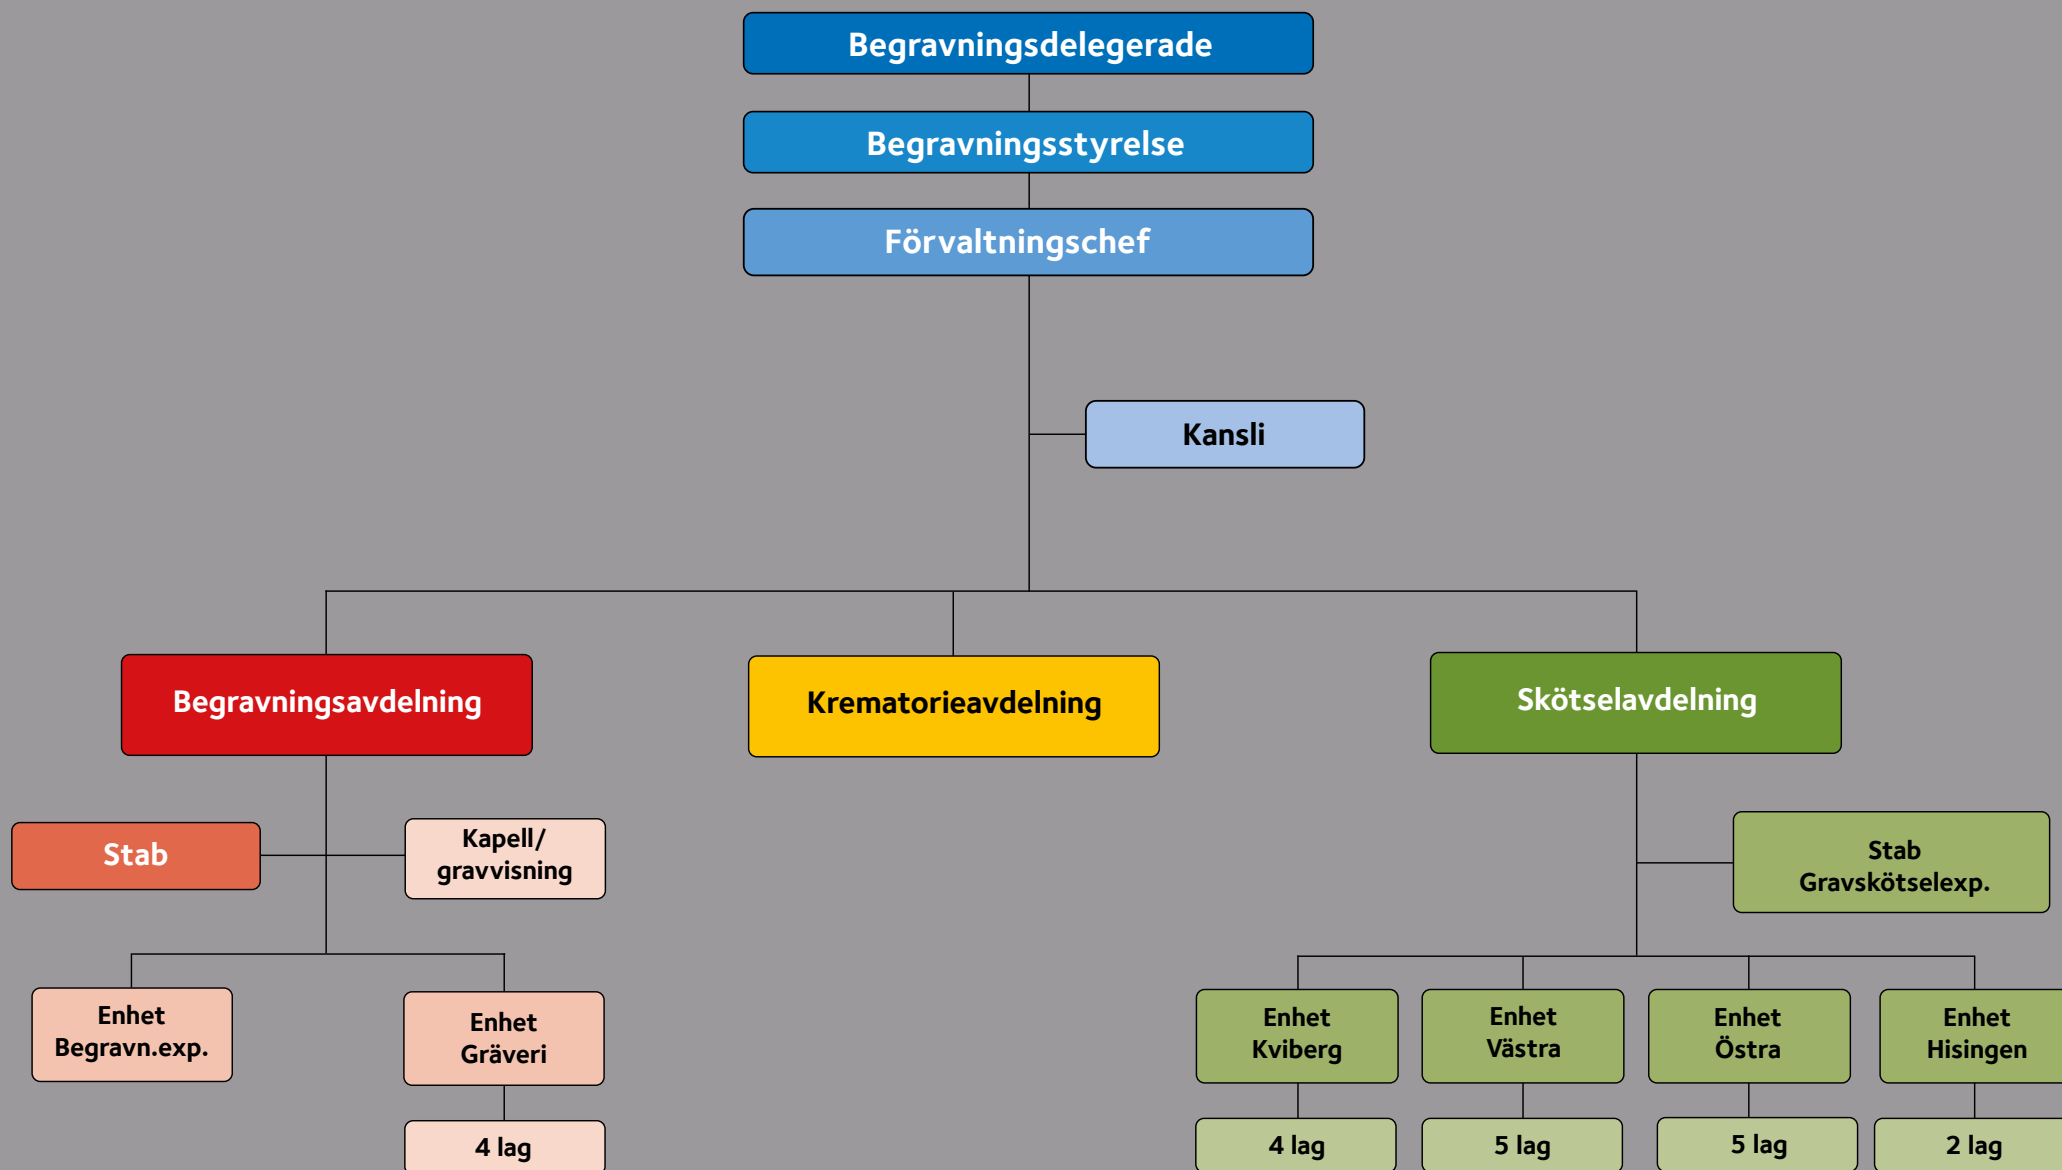 Begravningsdelegerade
Begravningsstyrelse
Förvaltningschef
Kansli
Begravningsavdelning
Krematorieavdelning
Skötselavdelning
Stab
Kapell/
gravvisning
Stab
Gravskötselexp.
Enhet
Begravn.exp.
Enhet
Gräveri
Enhet
Kviberg
Enhet
Västra
Enhet
Östra
Enhet
Hisingen
4 lag
4 lag
5 lag
5 lag
2 lag